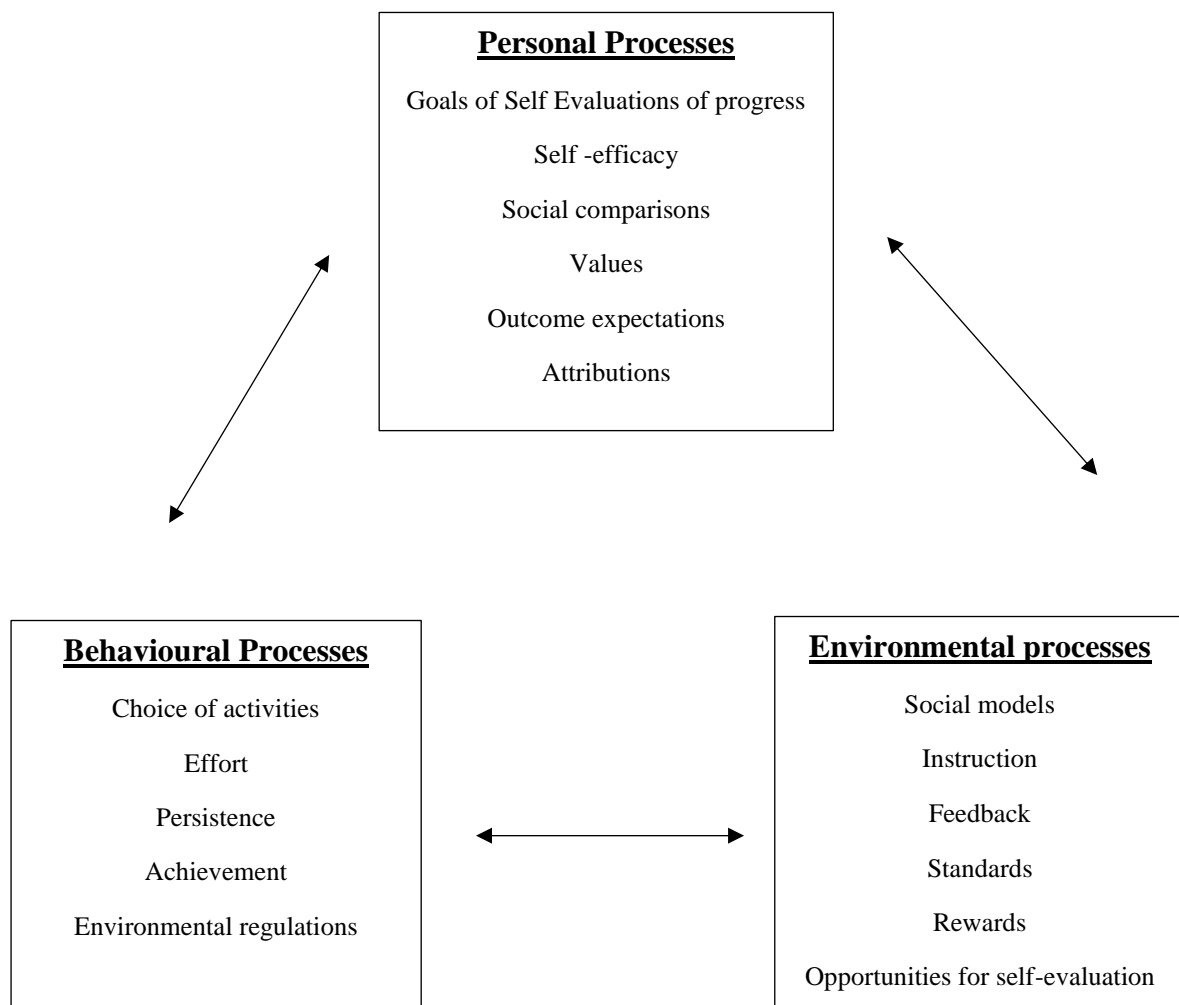 Personal Processes
Goals of Self Evaluations of progress
Self -efficacy
Social comparisons
Values
Outcome expectations
Attributions
Behavioural Processes
Choice of activities
Effort
Persistence
Achievement
Environmental regulations
Environmental processes
Social models
Instruction
Feedback
Standards
Rewards
Opportunities for self-evaluation